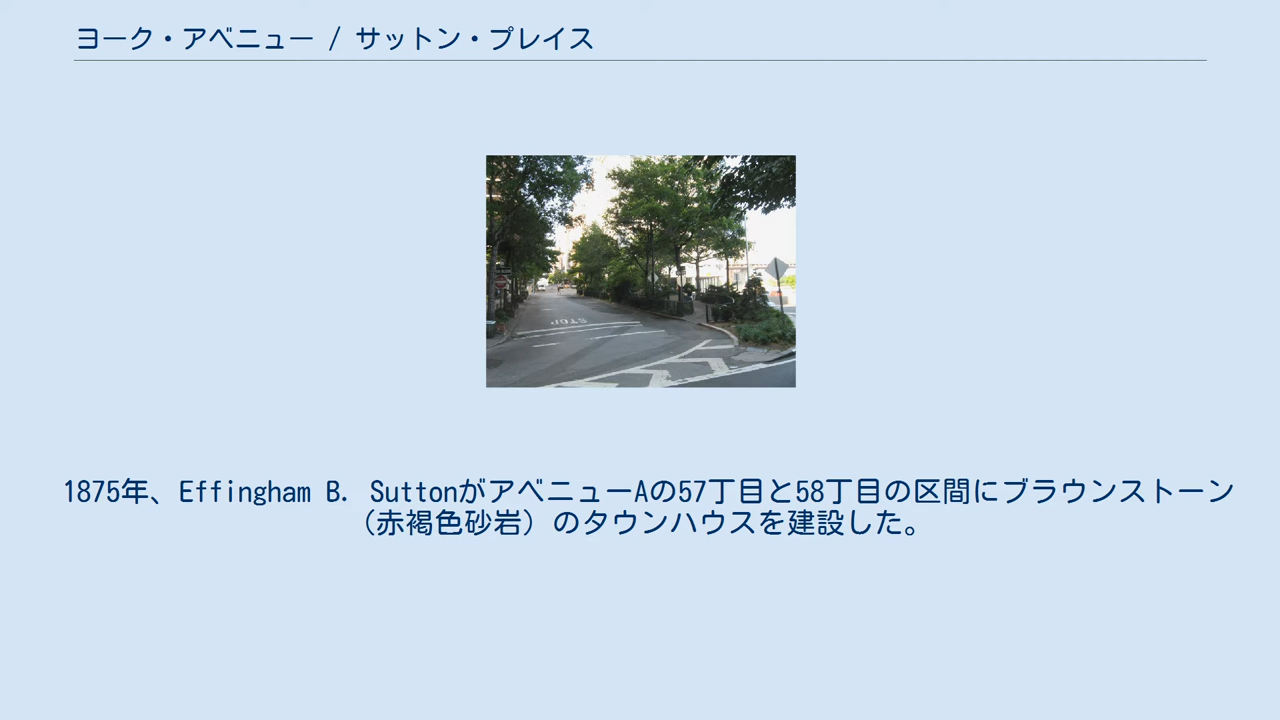 ヨーク・アベニュー / サットン・プレイス
STOP
1875年、Effingham B. SuttonがアベニューAの57丁目と58丁目の区間にブラウンストーン
（赤褐色砂岩）のタウンハウスを建設した。